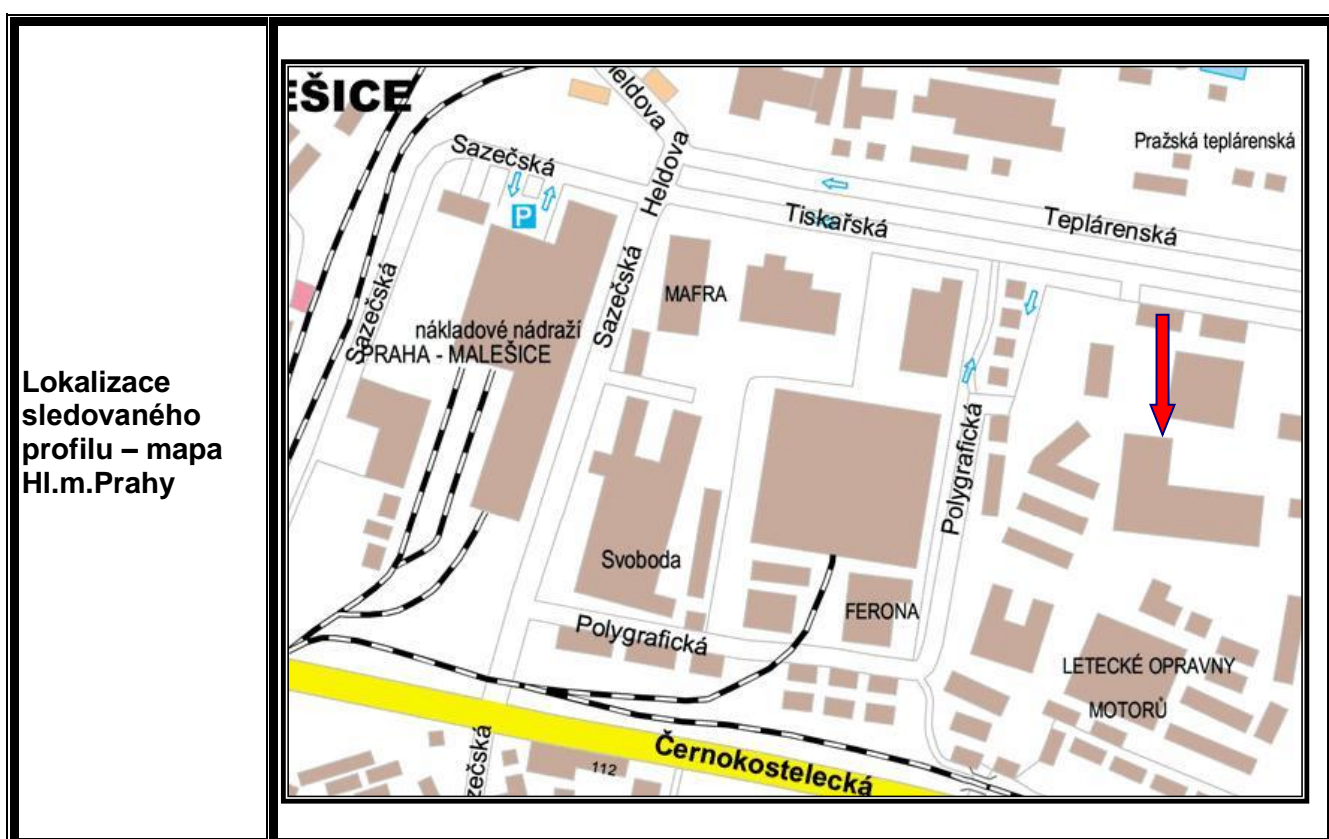 Lokalizace
sledovaného
profilu – mapa
Hl.m.Prahy
EŠICE
Heldova
Sazečská
Heldova
Pražská teplárenská
P
Tiskařská
Teplárenská
Sazečská
Sazečská
MAFRA
nákladové nádraží
PRAHA - MALEŠICE
Polygrafická
Svoboda
FERONA
Polygrafická
LETECKÉ OPRAVNY
MOTORŮ
zečská
112
Černokostelecká